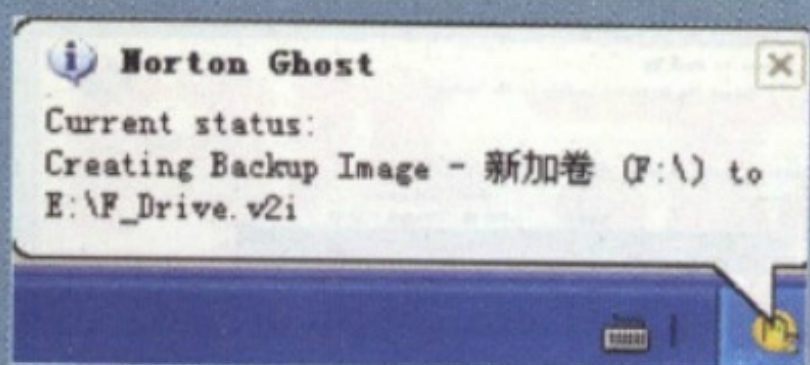 Norton Ghost
Current status:
Creating Backup Image - 新加卷 (F:\) to
E:\F_Drive.v2i